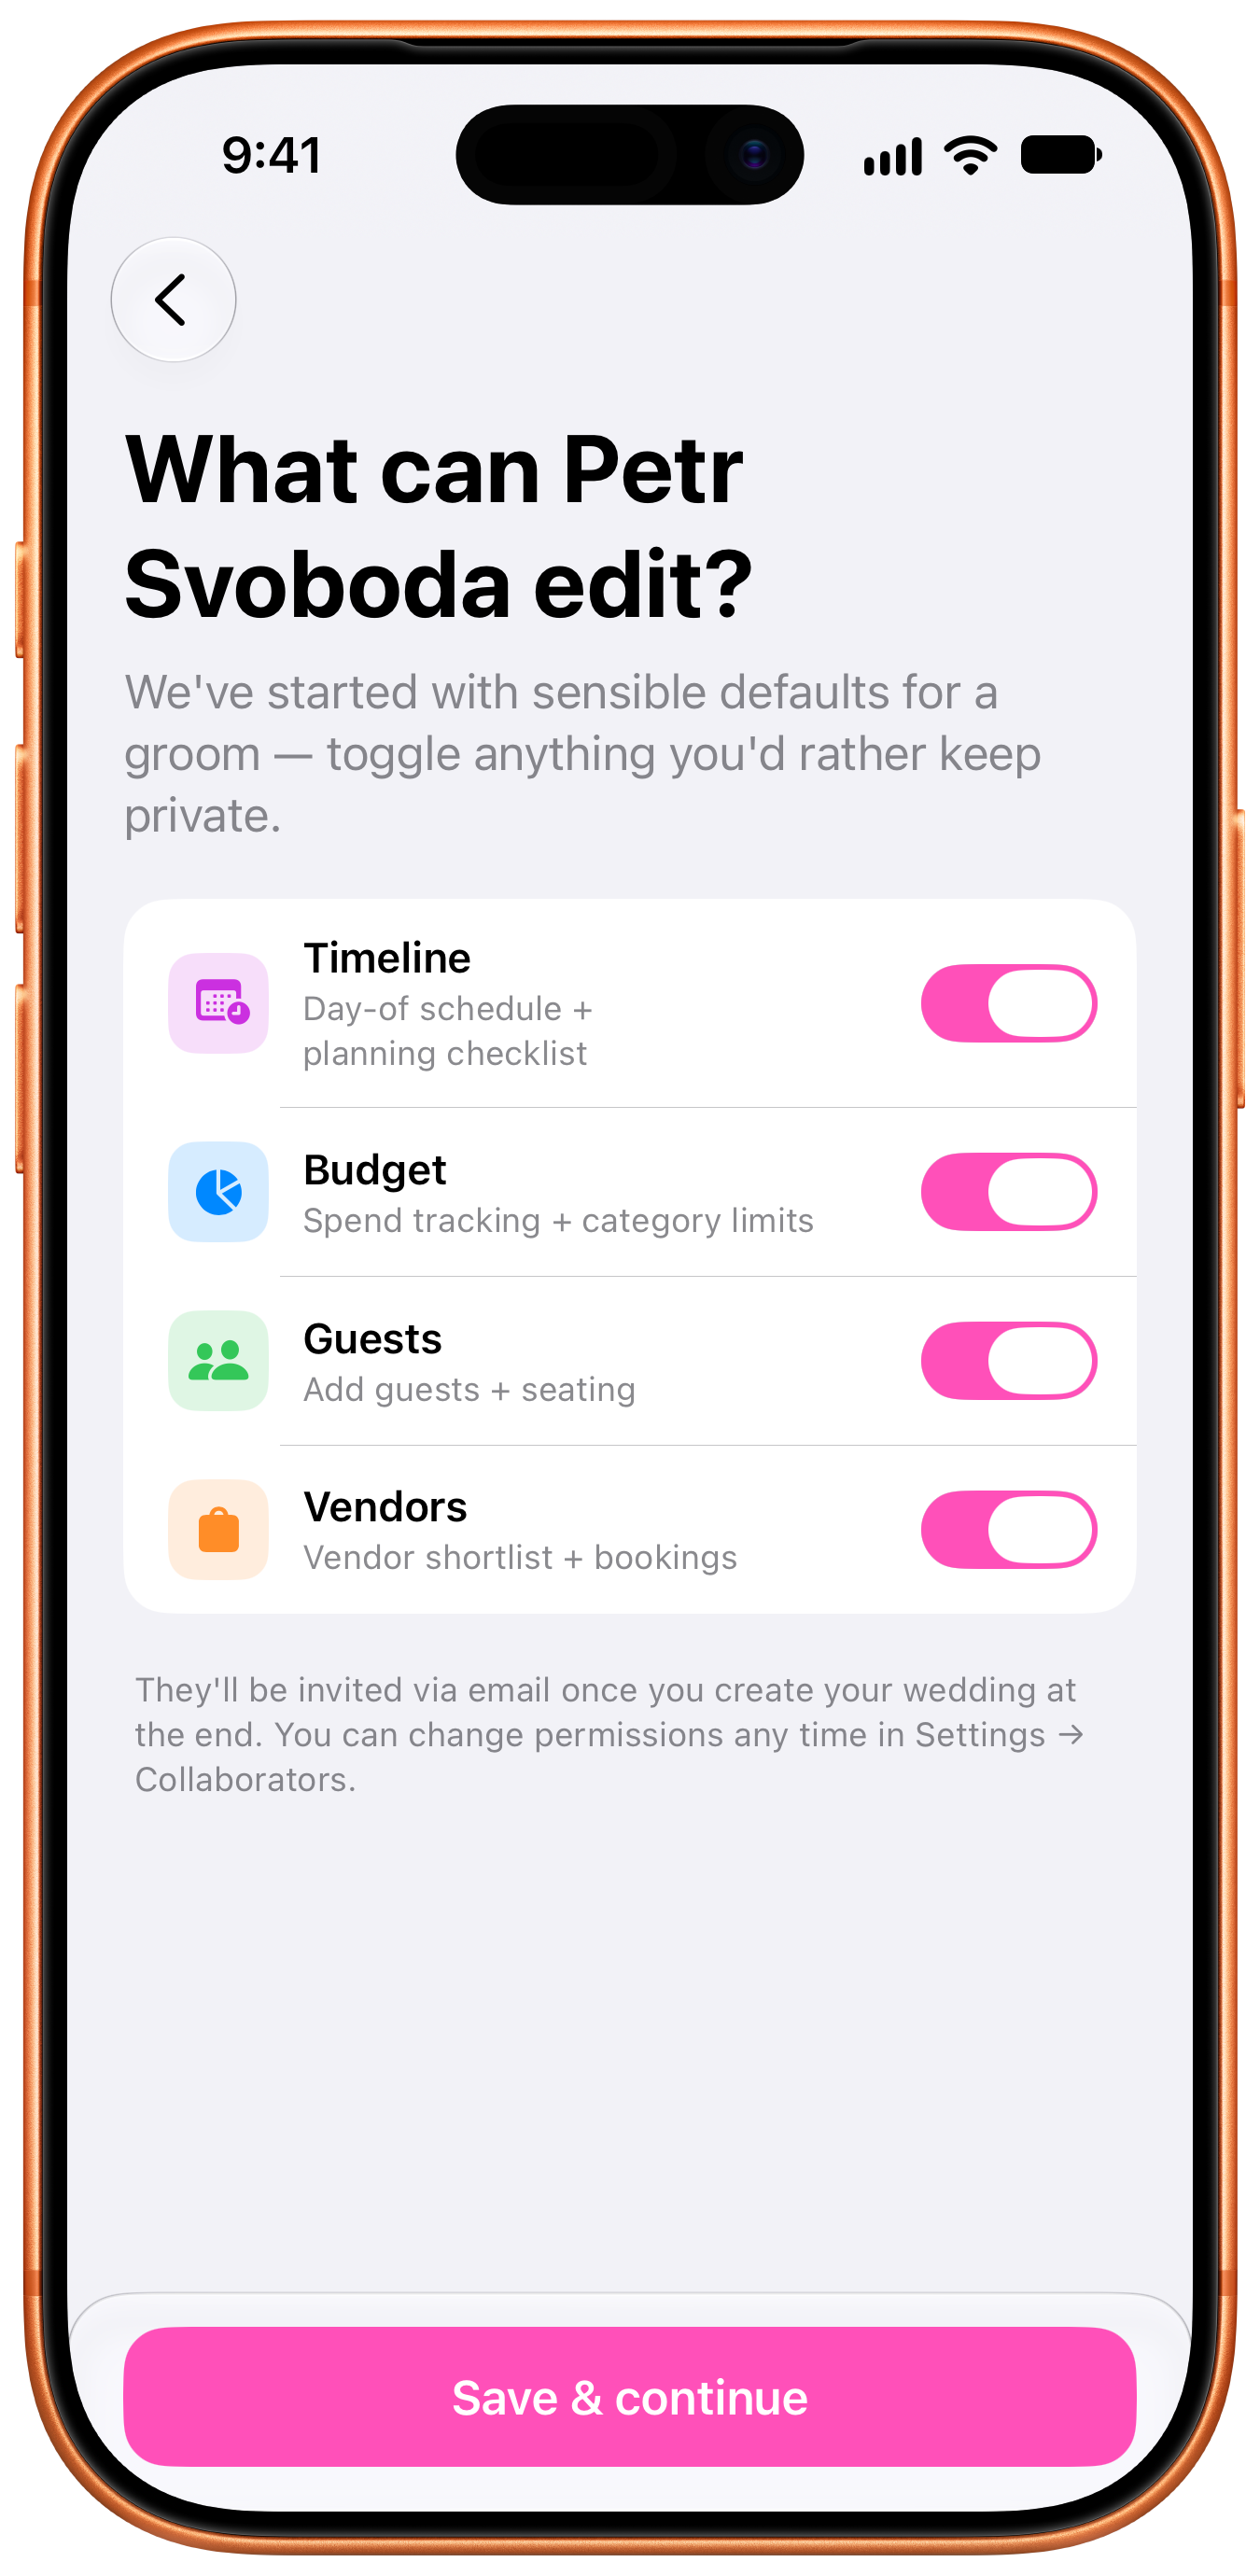 9:41
What can Petr
Svoboda edit?
We've started with sensible defaults for a
groom — toggle anything you'd rather keep
private.
Timeline
Day-of schedule +
planning checklist
Budget
Spend tracking + category limits
Guests
Add guests + seating
Vendors
Vendor shortlist + bookings
They'll be invited via email once you create your wedding at
the end. You can change permissions any time in Settings →
Collaborators.
Save & continue